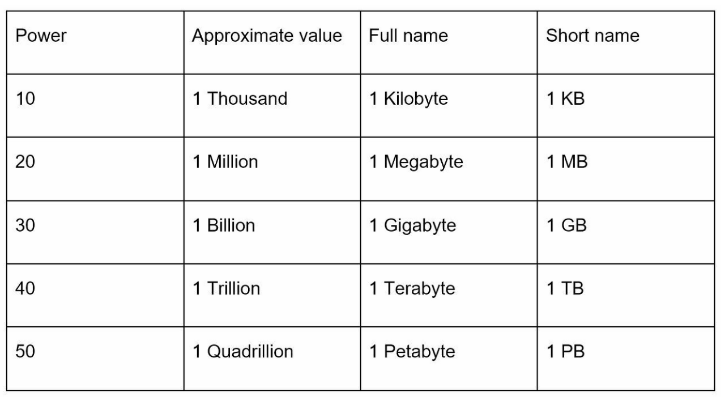 Power Approximate value Full name Short name
10 1 Thousand 1 Kilobyte 1 KB
20 1 Million 1 Megabyte 1 MB
30 1 Billion 1 Gigabyte 1 GB
40 1 Trillion 1 Terabyte 1 TB
50 1 Quadrillion 1 Petabyte 1 PB